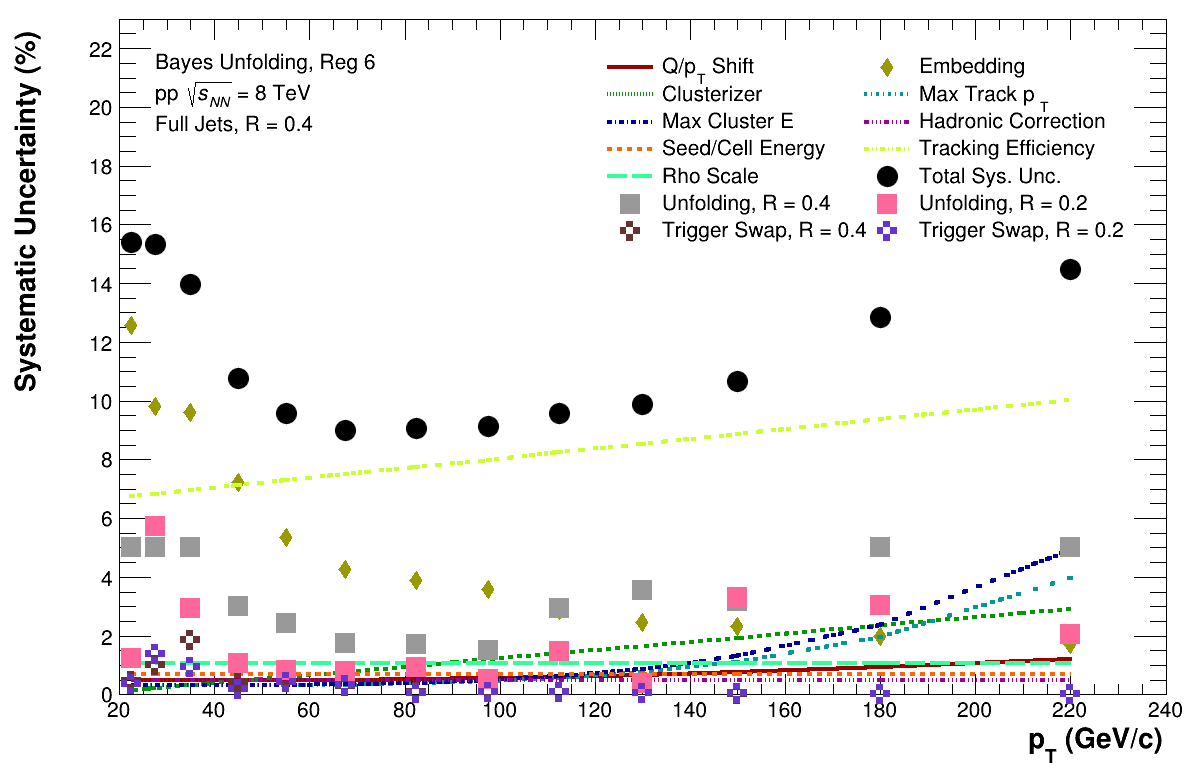 Systematic Uncertainty (%)
22
20
18
16
14
12
10
8
6
4
2
0
Bayes Unfolding, Reg 6
pp √s_NN = 8 TeV
Full Jets, R = 0.4
Q/p_T Shift
Clusterizer
Max Cluster E
Seed/Cell Energy
Rho Scale
Unfolding, R = 0.4
Trigger Swap, R = 0.4
Embedding
Max Track p_T
Hadronic Correction
Tracking Efficiency
Total Sys. Unc.
Unfolding, R = 0.2
Trigger Swap, R = 0.2
20 40 60 80 100 120 140 160 180 200 220 240
p_T (GeV/c)